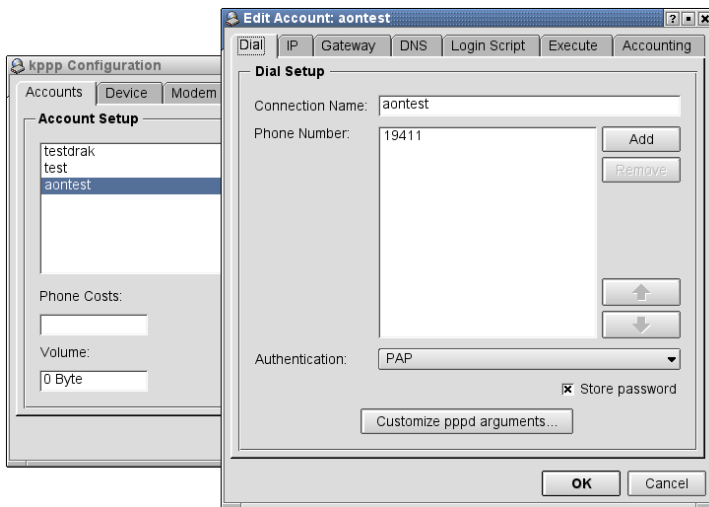 kppp Configuration
Accounts Device Modem
Account Setup
testdrak
test
aontest
Phone Costs:
Volume:
0 Byte
Edit Account: aontest
Dial IP Gateway DNS Login Script Execute Accounting
Dial Setup
Connection Name: aontest
Phone Number: 19411
Add
Remove
Authentication: PAP
Store password
Customize pppd arguments...
OK Cancel